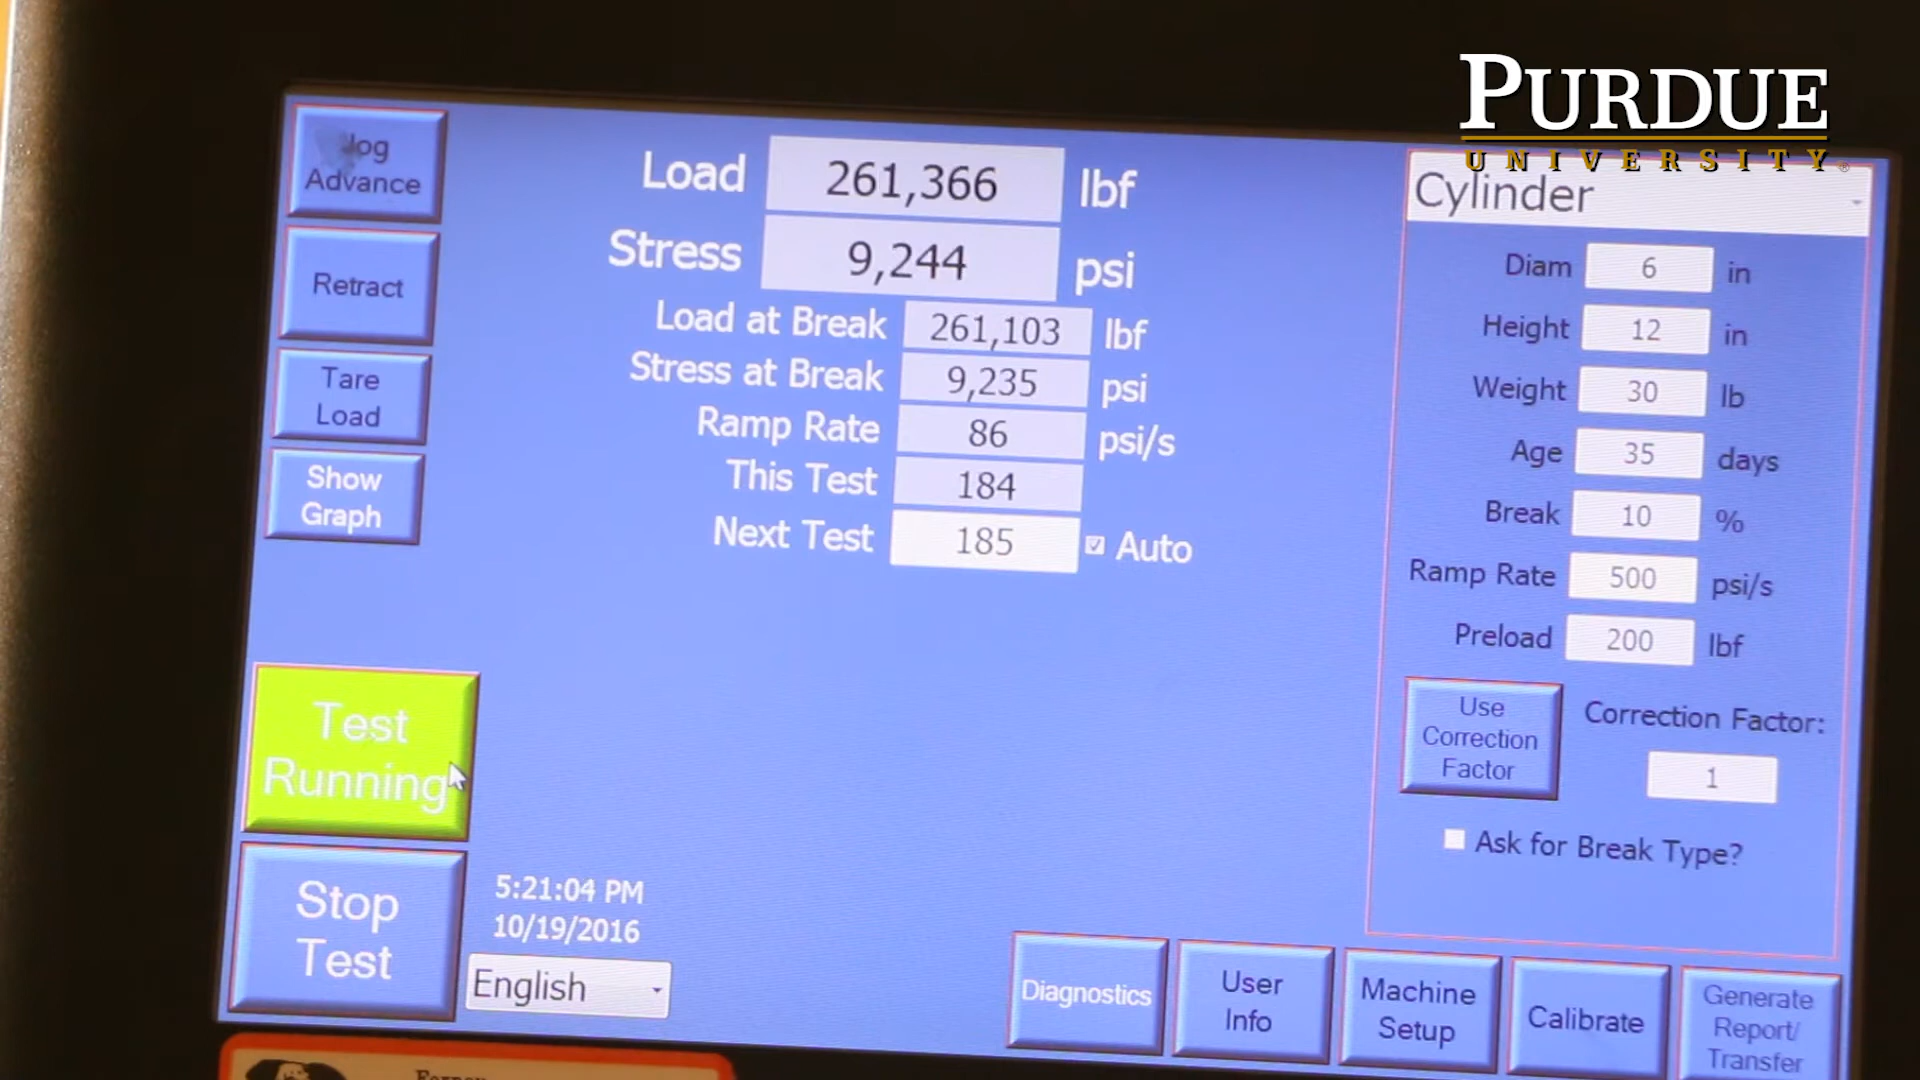 PURDUE
UNIVERSITY®
Jog
Advance
Retract
Tare
Load
Show
Graph
Load 261,366 lbf
Stress 9,244 psi
Load at Break 261,103 lbf
Stress at Break 9,235 psi
Ramp Rate 86 psi/s
This Test 184
Next Test 185 Auto
Cylinder
Diam 6 in
Height 12 in
Weight 30 lb
Age 35 days
Break 10 %
Ramp Rate 500 psi/s
Preload 200 lbf
Use
Correction
Factor
Correction Factor:
1
Ask for Break Type?
Test
Running
Stop
Test
5:21:04 PM
10/19/2016
English
Diagnostics
User
Info
Machine
Setup
Calibrate
Generate
Report/
Transfer